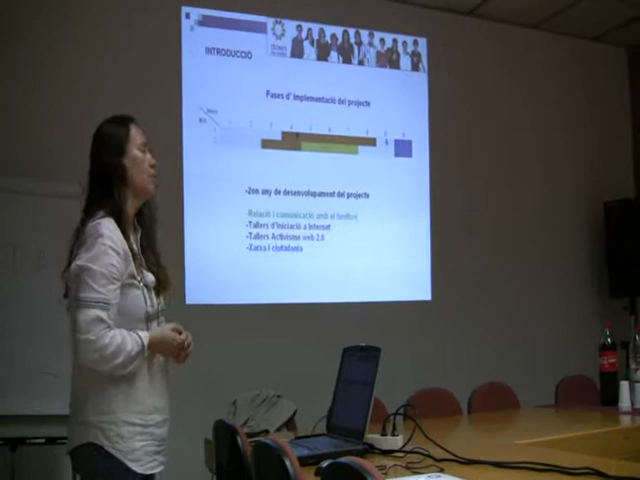 INTRODUCCIÓ
Fases d' implementació del projecte
-2on any de desenvolupament del projecte
-Relació i comunicació amb el territori
-Tallers d'iniciació a Internet
-Tallers Activisme web 2.0
-Xarxa i ciutadania